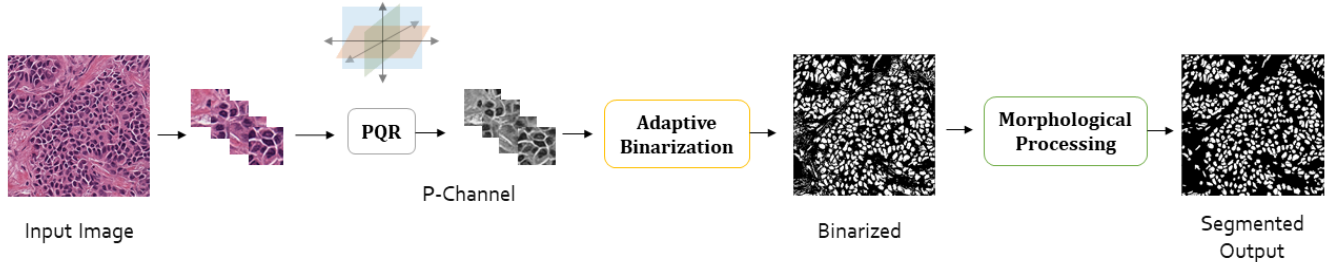 Input Image
PQR
P-Channel
Adaptive
Binarization
Binarized
Morphological
Processing
Segmented
Output